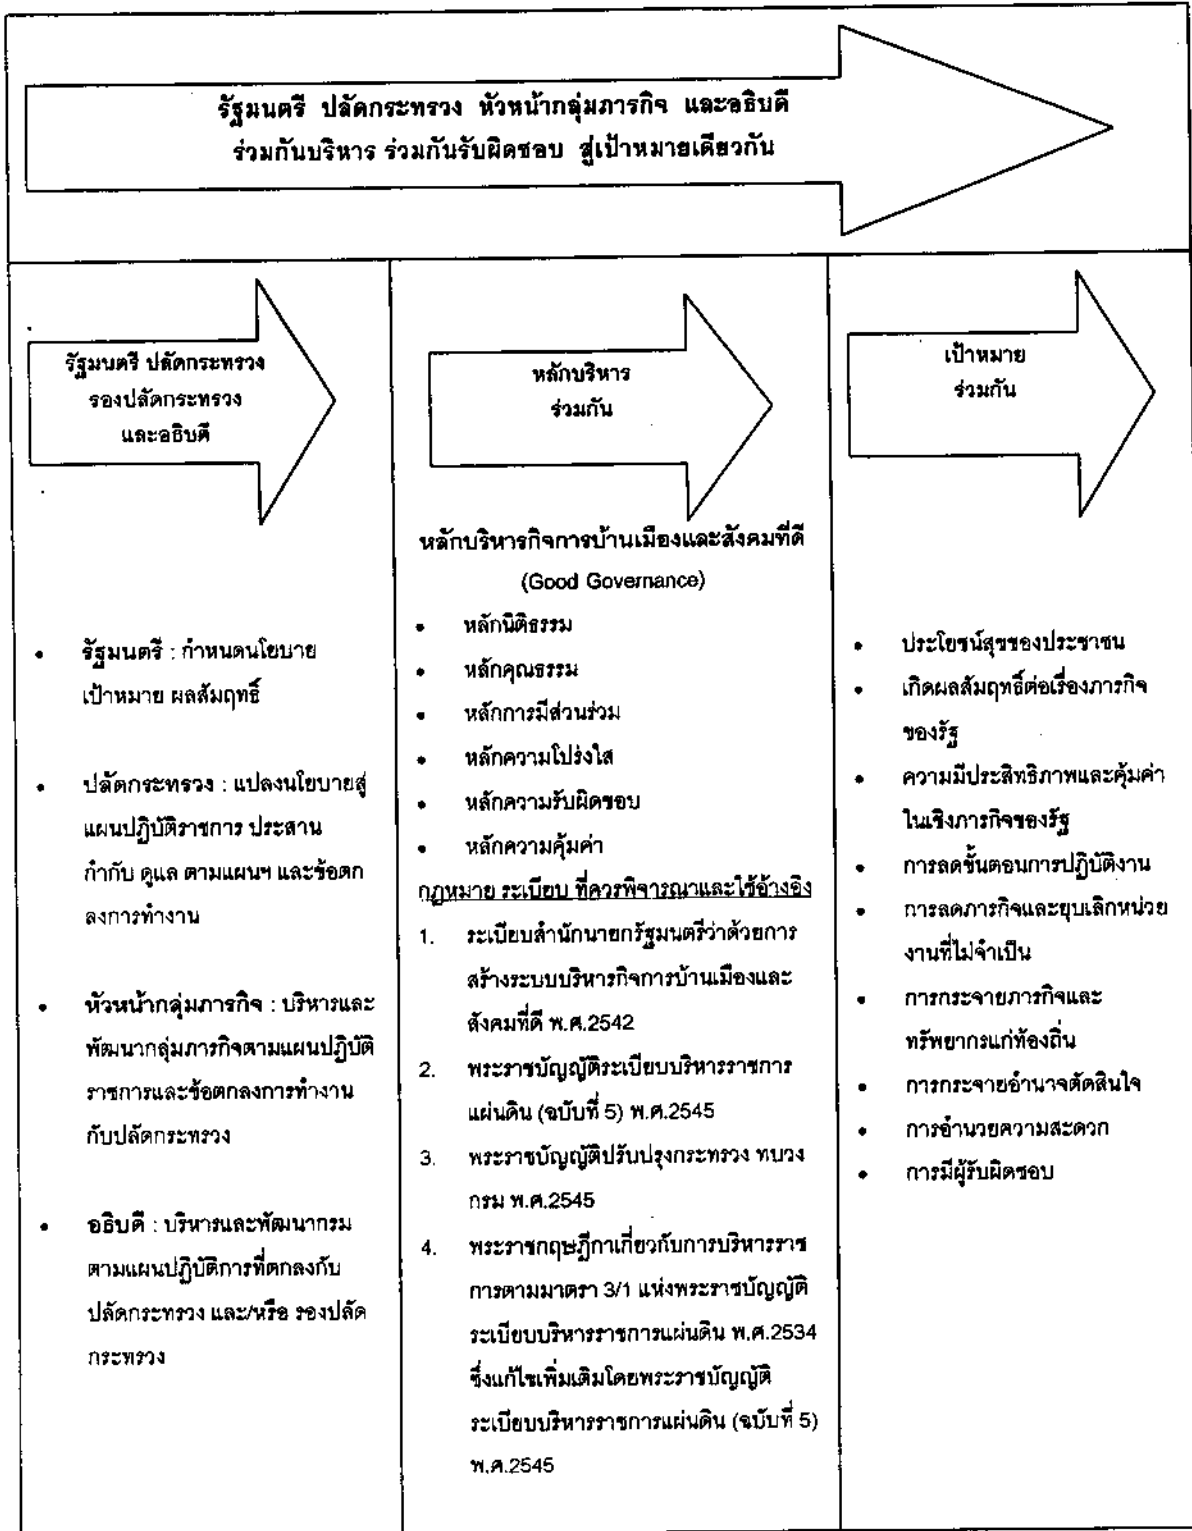 รัฐมนตรี ปลัดกระทรวง หัวหน้ากลุ่มภารกิจ และอธิบดี
ร่วมกันบริหาร ร่วมกันรับผิดชอบ สู่เป้าหมายเดียวกัน
รัฐมนตรี ปลัดกระทรวง
รองปลัดกระทรวง
และอธิบดี
• รัฐมนตรี : กำหนดนโยบาย
เป้าหมาย ผลสัมฤทธิ์
• ปลัดกระทรวง : แปลงนโยบายสู่
แผนปฏิบัติราชการ ประสาน
กำกับ ดูแล ตามแผนฯ และข้อตก
ลงการทำงาน
• หัวหน้ากลุ่มภารกิจ : บริหารและ
พัฒนากลุ่มภารกิจตามแผนปฏิบัติ
ราชการและข้อตกลงการทำงาน
กับปลัดกระทรวง
• อธิบดี : บริหารและพัฒนากรม
ตามแผนปฏิบัติการที่ตกลงกับ
ปลัดกระทรวง และ/หรือ รองปลัด
กระทรวง
หลักบริหาร
ร่วมกัน
หลักบริหารกิจการบ้านเมืองและสังคมที่ดี
(Good Governance)
• หลักนิติธรรม
• หลักคุณธรรม
• หลักการมีส่วนร่วม
• หลักความโปร่งใส
• หลักความรับผิดชอบ
• หลักความคุ้มค่า
กฎหมาย ระเบียบ ที่ควรพิจารณาและใช้อ้างอิง
1. ระเบียบสำนักนายกรัฐมนตรีว่าด้วยการ
สร้างระบบบริหารกิจการบ้านเมืองและ
สังคมที่ดี พ.ศ.2542
2. พระราชบัญญัติระเบียบบริหารราชการ
แผ่นดิน (ฉบับที่ 5) พ.ศ.2545
3. พระราชบัญญัติปรับปรุงกระทรวง ทบวง
กรม พ.ศ.2545
4. พระราชกฤษฎีกาเกี่ยวกับการบริหารราช
การตามมาตรา 3/1 แห่งพระราชบัญญัติ
ระเบียบบริหารราชการแผ่นดิน พ.ศ.2534
ซึ่งแก้ไขเพิ่มเติมโดยพระราชบัญญัติ
ระเบียบบริหารราชการแผ่นดิน (ฉบับที่ 5)
พ.ศ.2545
เป้าหมาย
ร่วมกัน
• ประโยชน์สุขของประชาชน
• เกิดผลสัมฤทธิ์ต่อเรื่องภารกิจ
ของรัฐ
• ความมีประสิทธิภาพและคุ้มค่า
ในเชิงภารกิจของรัฐ
• การลดขั้นตอนการปฏิบัติงาน
• การลดภารกิจและยุบเลิกหน่วย
งานที่ไม่จำเป็น
• การกระจายภารกิจและ
ทรัพยากรแก่ท้องถิ่น
• การกระจายอำนาจตัดสินใจ
• การอำนวยความสะดวก
• การมีผู้รับผิดชอบ